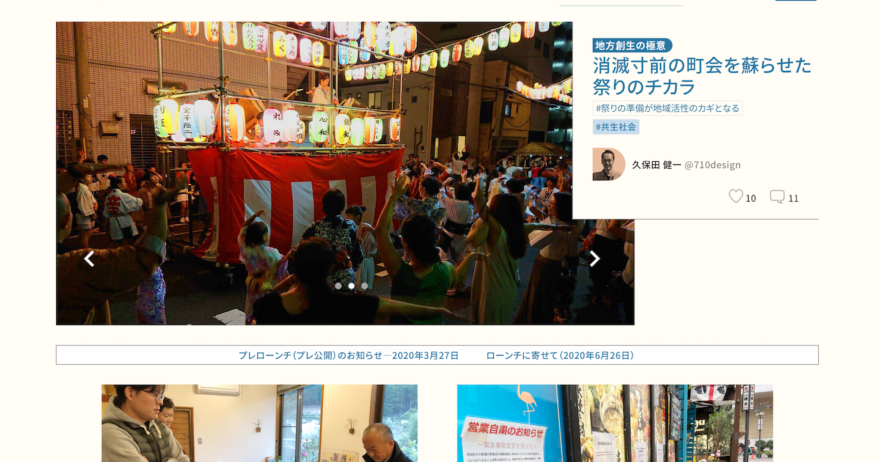 地方創生の極意
消滅寸前の町会を蘇らせた
祭りのチカラ
#祭りの準備が地域活性のカギとなる
#共生社会
久保田 健一 @710design
10 11
プレローンチ（プレ公開）のお知らせ—2020年3月27日 ローンチに寄せて（2020年6月26日）
営業自粛のお知らせ